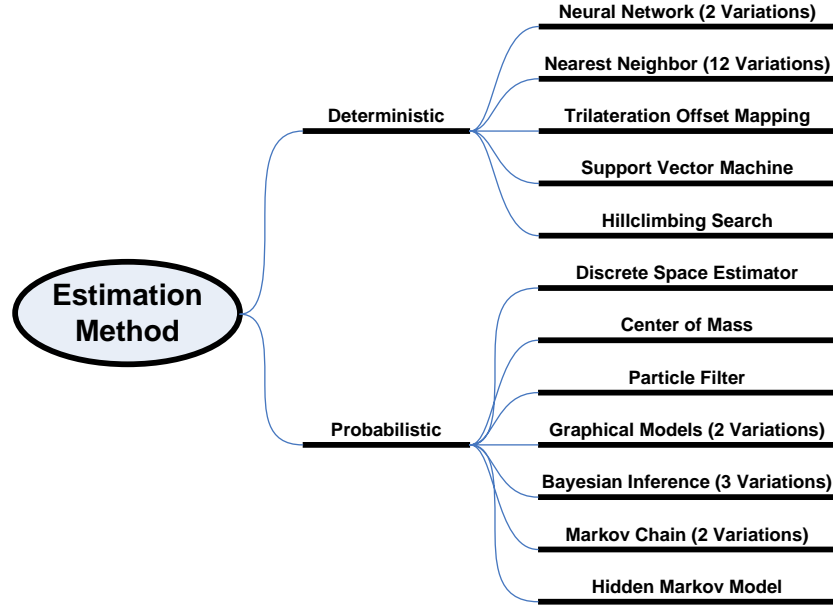 Estimation
Method
Deterministic
Neural Network (2 Variations)
Nearest Neighbor (12 Variations)
Trilateration Offset Mapping
Support Vector Machine
Hillclimbing Search
Probabilistic
Discrete Space Estimator
Center of Mass
Particle Filter
Graphical Models (2 Variations)
Bayesian Inference (3 Variations)
Markov Chain (2 Variations)
Hidden Markov Model